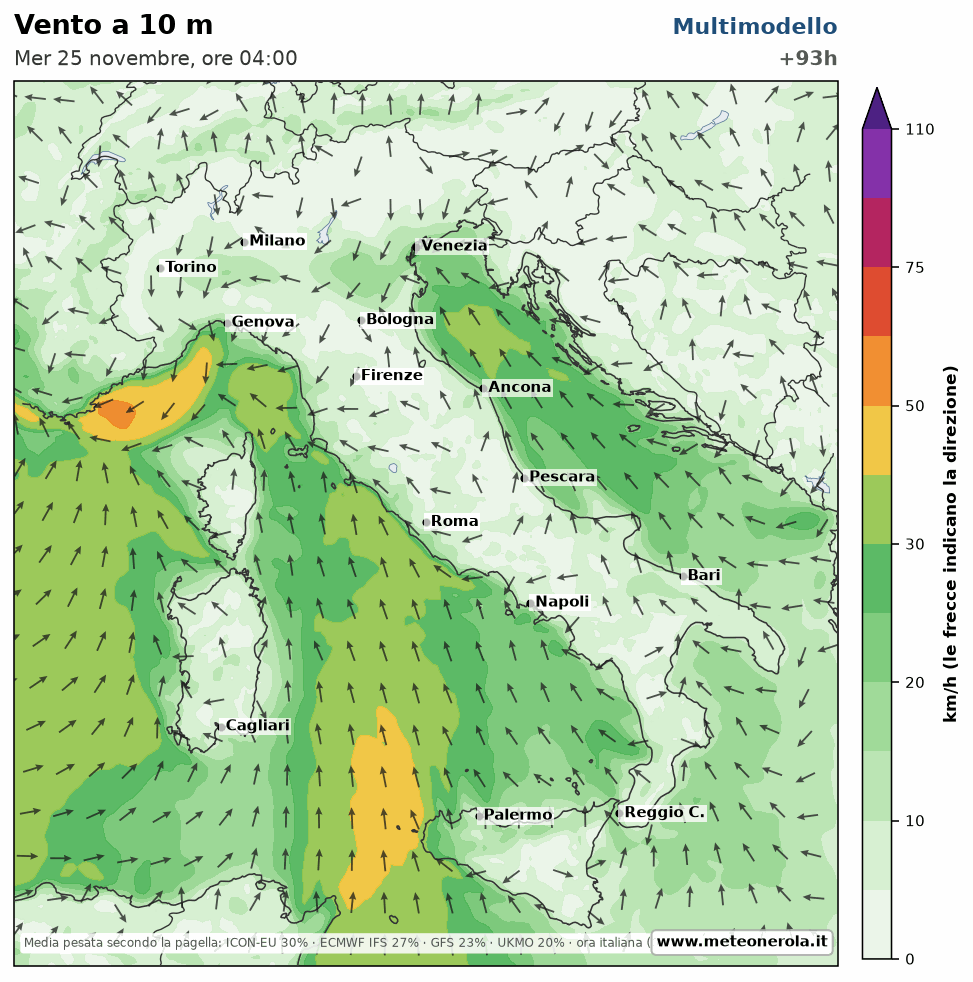 Vento a 10 m
Multimodello
Mer 25 novembre, ore 04:00
+93h
110
75
50
30
20
10
0
km/h (le frecce indicano la direzione)
Milano
Venezia
Torino
Genova
Bologna
Firenze
Ancona
Pescara
Roma
Bari
Napoli
Cagliari
Palermo
Reggio C.
Media pesata secondo la pagella: ICON-EU 30% · ECMWF IFS 27% · GFS 23% · UKMO 20% · ora italiana (
www.meteonerola.it